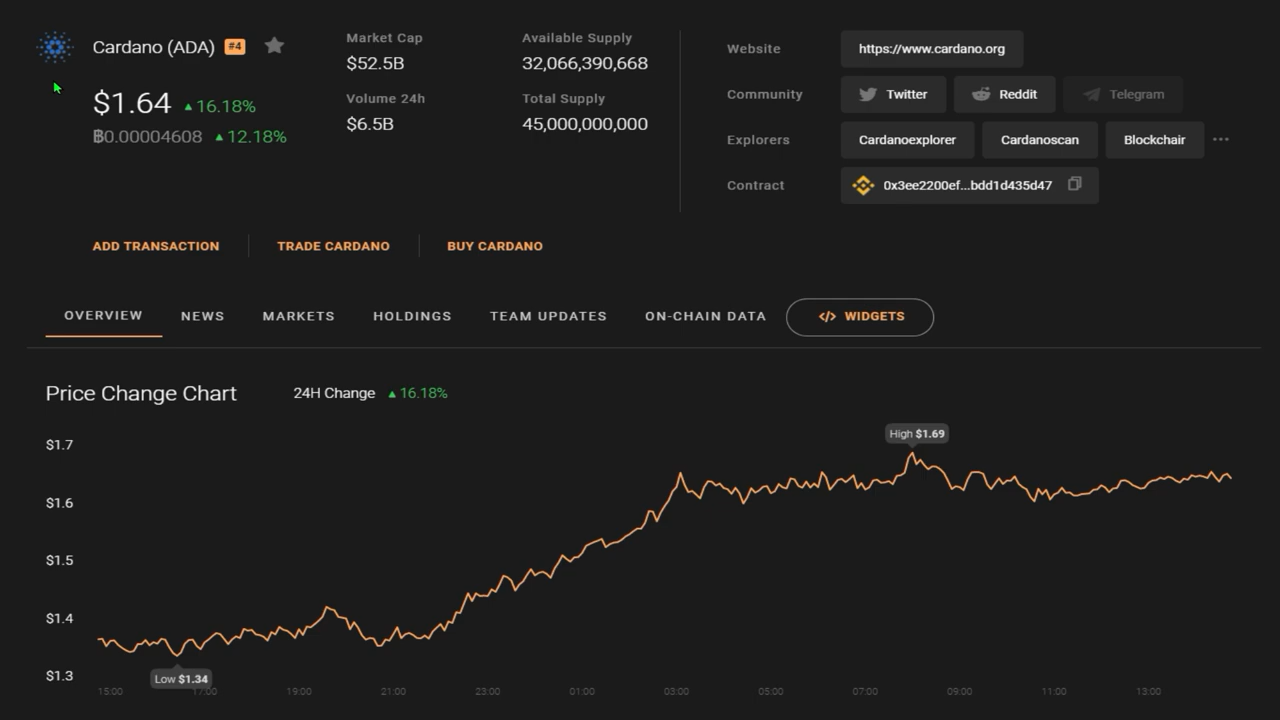 Cardano (ADA) #4
$1.64 ▲ 16.18%
฿0.00004608 ▲ 12.18%
Market Cap
$52.5B
Volume 24h
$6.5B
Available Supply
32,066,390,668
Total Supply
45,000,000,000
Website https://www.cardano.org
Community Twitter Reddit Telegram
Explorers Cardanoexplorer Cardanoscan Blockchair ...
Contract 0x3ee2200ef...bdd1d435d47
ADD TRANSACTION TRADE CARDANO BUY CARDANO
OVERVIEW NEWS MARKETS HOLDINGS TEAM UPDATES ON-CHAIN DATA </> WIDGETS
Price Change Chart 24H Change ▲ 16.18%
High $1.69
$1.7
$1.6
$1.5
$1.4
$1.3
Low $1.34
15:00 17:00 19:00 21:00 23:00 01:00 03:00 05:00 07:00 09:00 11:00 13:00